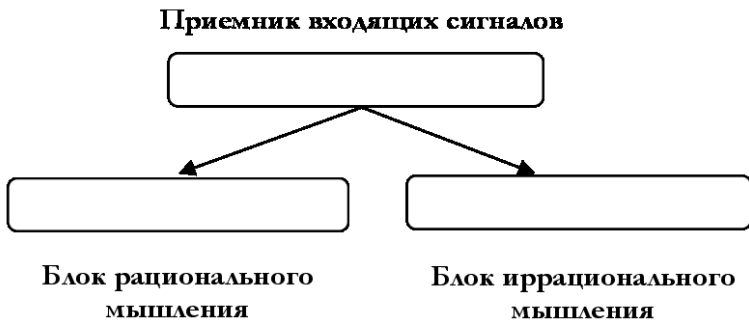 Приемник входящих сигналов
Блок рационального
мышления
Блок иррационального
мышления